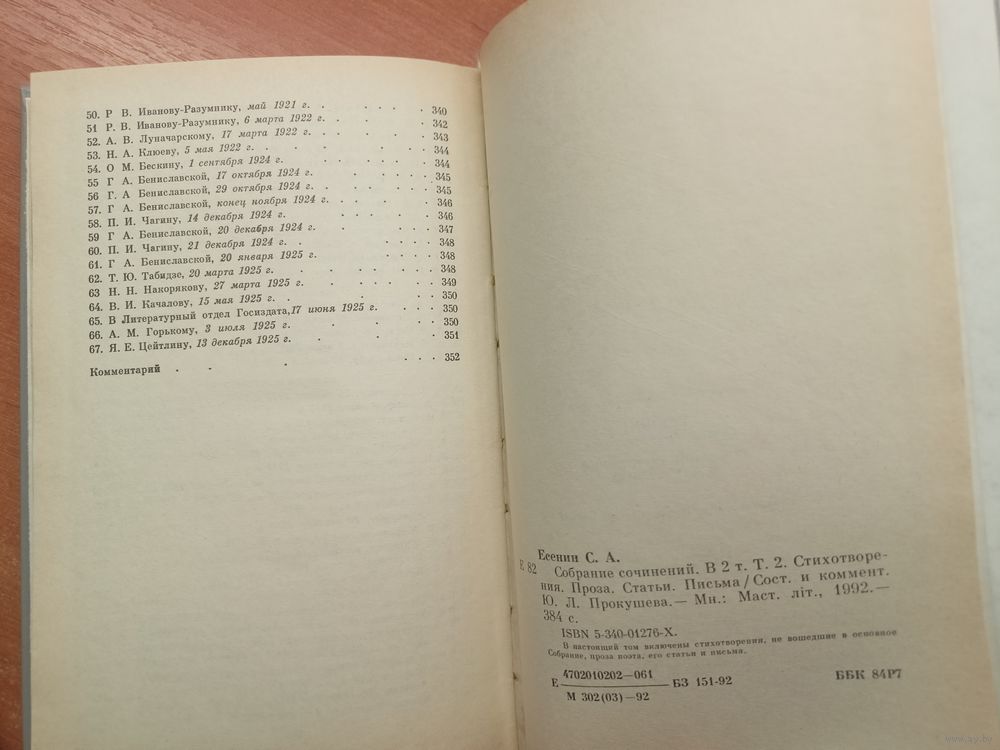 50. Р В. Иванову-Разумнику, май 1921 г. . . . . . 340
51 Р. В. Иванову-Разумнику, 6 марта 1922 г. . . . 342
52. А. В. Луначарскому, 17 марта 1922 г. . . . . . 343
53. Н. А. Клюеву, 5 мая 1922 г. . . . . . . 344
54. О М. Бескину, 1 сентября 1924 г. . . . . . 344
55 Г А. Бениславской, 17 октября 1924 г. . . . . . 345
56 Г. А Бениславской, 29 октября 1924 г. . . . . . 345
57. Г А. Бениславской, конец ноября 1924 г. . . . . 346
58. П. И. Чагину, 14 декабря 1924 г. . . . . . 346
59 Г А. Бениславской, 20 декабря 1924 г. . . . . 347
60. П. И. Чагину, 21 декабря 1924 г. . . . . . 348
61. Г А. Бениславской, 20 января 1925 г. . . . . 348
62. Т. Ю. Табидзе, 20 марта 1925 г. . . . . . . . 348
63 Н. Н. Накорякову, 27 марта 1925 г. . . . . . . 349
64. В. И. Качалову, 15 мая 1925 г. . . . . . 350
65. В Литературный отдел Госиздата,17 июня 1925 г. . . . 350
66. А. М. Горькому, 3 июля 1925 г. . . . . 350
67. Я. Е. Цейтлину, 13 декабря 1925 г. . . . . 351
Комментарий . . . . . . 352
Есенин С. А.
Е 82 Собрание сочинений. В 2 т. Т. 2. Стихотворе-
ния. Проза. Статьи. Письма / Сост. и коммент.
Ю. Л. Прокушева. — Мн.: Маст. літ., 1992. —
384 с.
ISBN 5-340-01276-X.
В настоящий том включены стихотворения, не вошедшие в основное
Собрание, проза поэта, его статьи и письма.
4702010202—061
Е БЗ 151-92 ББК 84Р7
М 302(03)—92
www.ay.by